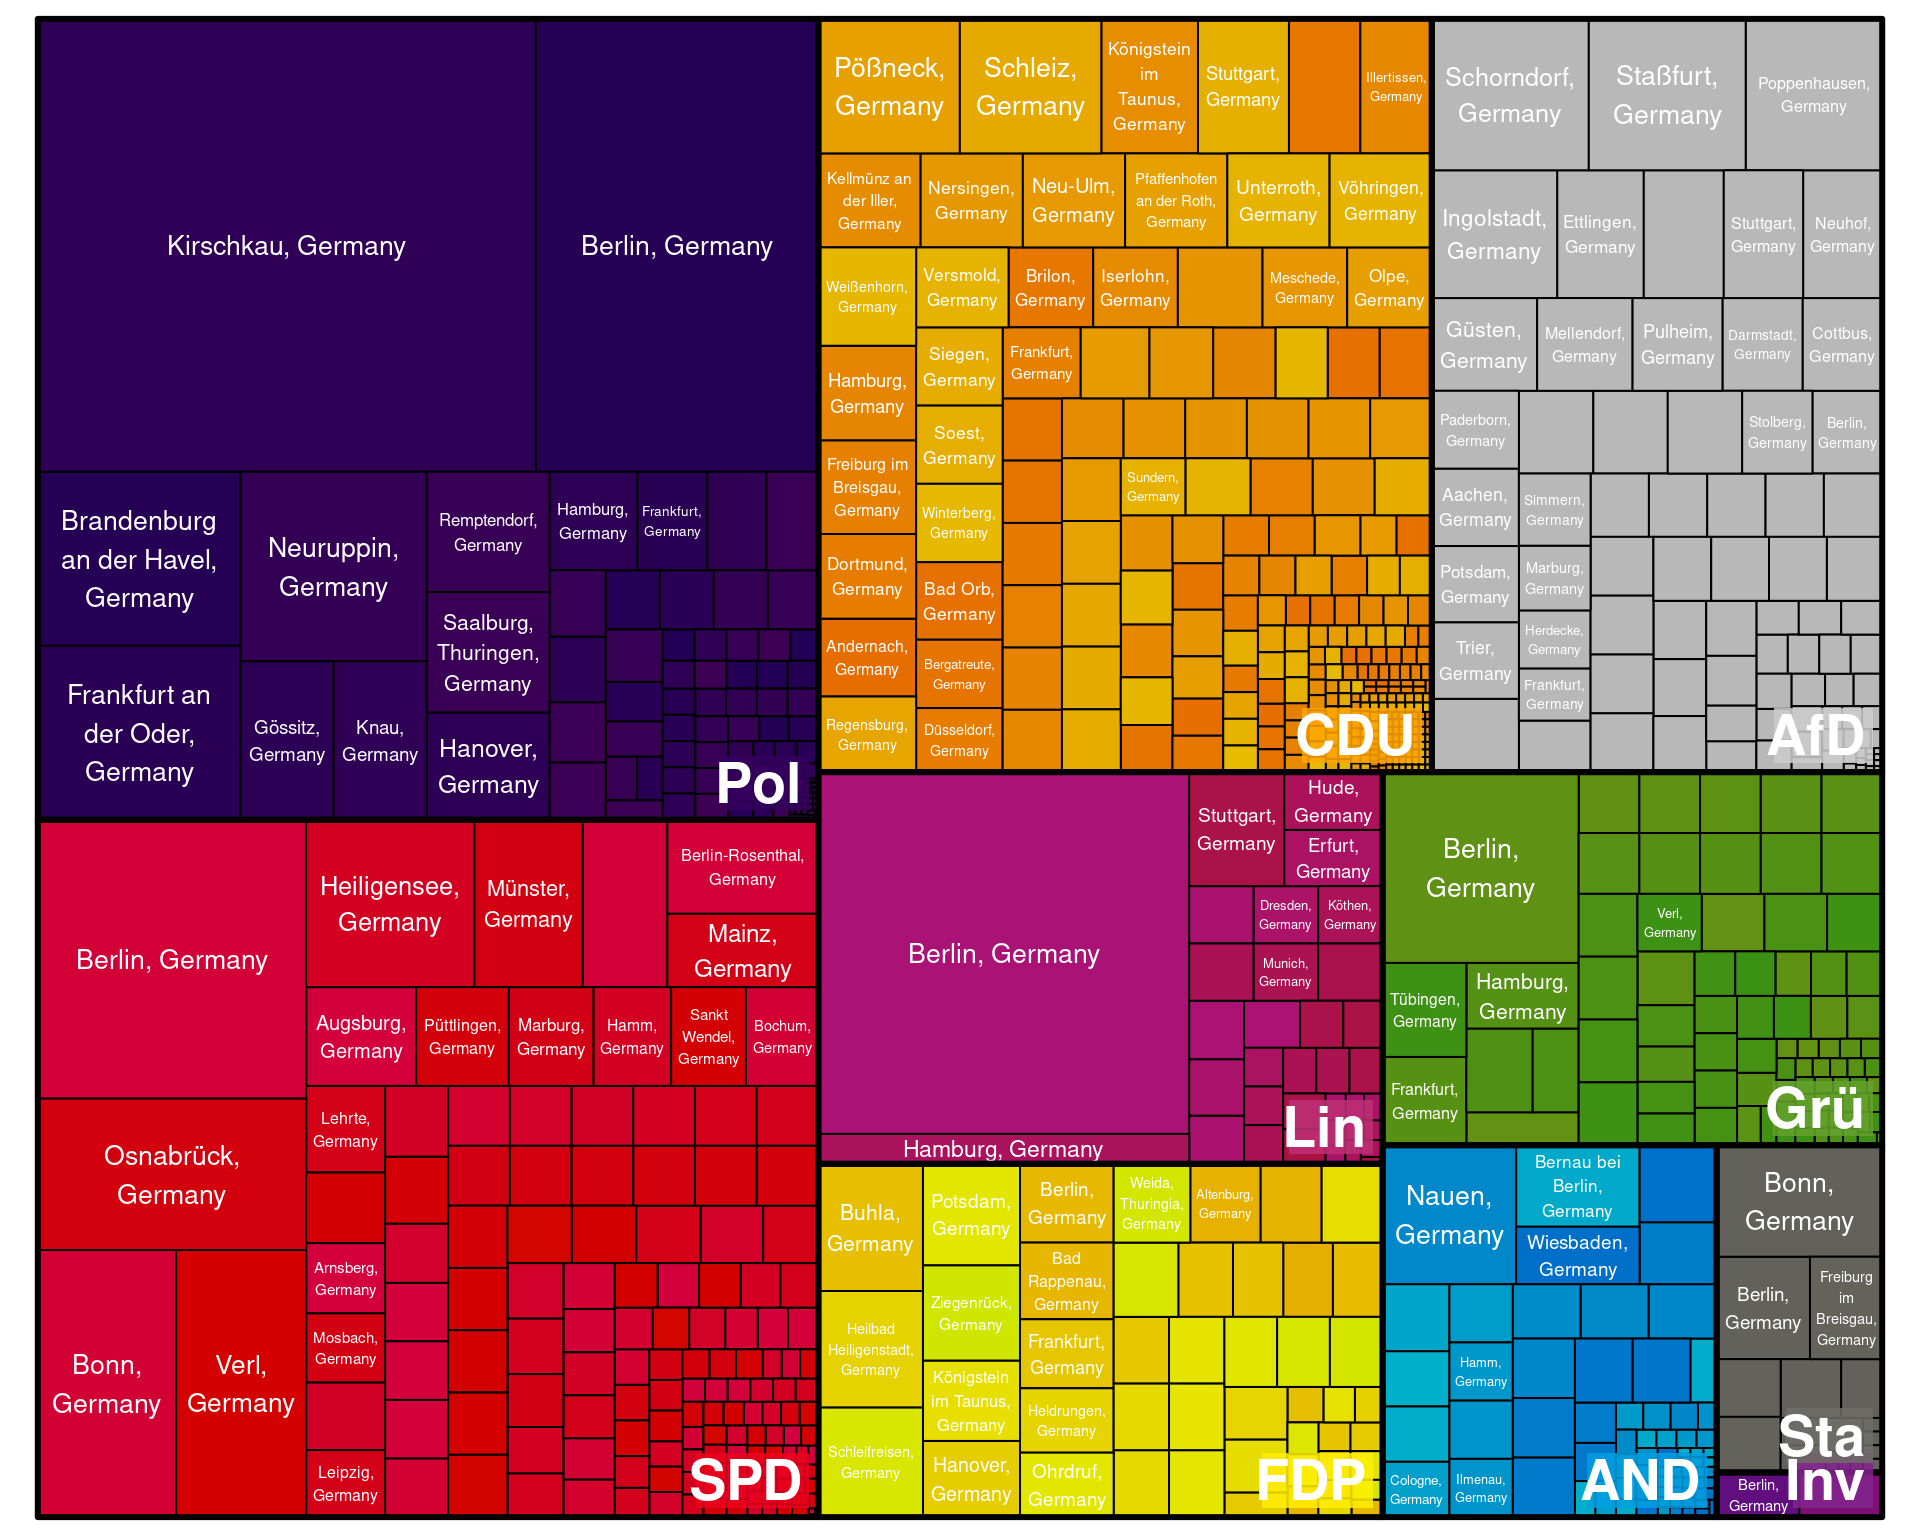 Kirschkau, Germany
Berlin, Germany
Brandenburg
an der Havel,
Germany
Frankfurt an
der Oder,
Germany
Neuruppin,
Germany
Gössitz,
Germany
Knau,
Germany
Remptendorf,
Germany
Saalburg,
Thuringen,
Germany
Hanover,
Germany
Hamburg,
Germany
Frankfurt,
Germany
Pol
Pößneck,
Germany
Schleiz,
Germany
Königstein
im
Taunus,
Germany
Stuttgart,
Germany
Illertissen,
Germany
Kellmünz an
der Iller,
Germany
Nersingen,
Germany
Neu-Ulm,
Germany
Pfaffenhofen
an der Roth,
Germany
Unterroth,
Germany
Vöhringen,
Germany
Weißenhorn,
Germany
Versmold,
Germany
Brilon,
Germany
Iserlohn,
Germany
Meschede,
Germany
Olpe,
Germany
Hamburg,
Germany
Siegen,
Germany
Frankfurt,
Germany
Soest,
Germany
Freiburg im
Breisgau,
Germany
Sundern,
Germany
Winterberg,
Germany
Dortmund,
Germany
Bad Orb,
Germany
Andernach,
Germany
Bergatreute,
Germany
Regensburg,
Germany
Düsseldorf,
Germany
CDU
Schorndorf,
Germany
Staßfurt,
Germany
Poppenhausen,
Germany
Ingolstadt,
Germany
Ettlingen,
Germany
Stuttgart,
Germany
Neuhof,
Germany
Güsten,
Germany
Mellendorf,
Germany
Pulheim,
Germany
Darmstadt,
Germany
Cottbus,
Germany
Paderborn,
Germany
Stolberg,
Germany
Berlin,
Germany
Aachen,
Germany
Simmern,
Germany
Potsdam,
Germany
Marburg,
Germany
Trier,
Germany
Herdecke,
Germany
Frankfurt,
Germany
AfD
Berlin, Germany
Heiligensee,
Germany
Münster,
Germany
Berlin-Rosenthal,
Germany
Mainz,
Germany
Augsburg,
Germany
Püttlingen,
Germany
Marburg,
Germany
Hamm,
Germany
Sankt
Wendel,
Germany
Bochum,
Germany
Osnabrück,
Germany
Lehrte,
Germany
Bonn,
Germany
Verl,
Germany
Arnsberg,
Germany
Mosbach,
Germany
Leipzig,
Germany
SPD
Berlin, Germany
Hamburg, Germany
Stuttgart,
Germany
Hude,
Germany
Erfurt,
Germany
Dresden,
Germany
Köthen,
Germany
Munich,
Germany
Lin
Berlin,
Germany
Verl,
Germany
Tübingen,
Germany
Hamburg,
Germany
Frankfurt,
Germany
Grü
Buhla,
Germany
Potsdam,
Germany
Berlin,
Germany
Weida,
Thuringia,
Germany
Altenburg,
Germany
Heilbad
Heiligenstadt,
Germany
Ziegenrück,
Germany
Bad
Rappenau,
Germany
Frankfurt,
Germany
Königstein
im Taunus,
Germany
Heldrungen,
Germany
Schleifreisen,
Germany
Hanover,
Germany
Ohrdruf,
Germany
FDP
Nauen,
Germany
Bernau bei
Berlin,
Germany
Wiesbaden,
Germany
Hamm,
Germany
Cologne,
Germany
Ilmenau,
Germany
AND
Bonn,
Germany
Berlin,
Germany
Freiburg
im
Breisgau,
Germany
Sta
Berlin,
Germany
Inv